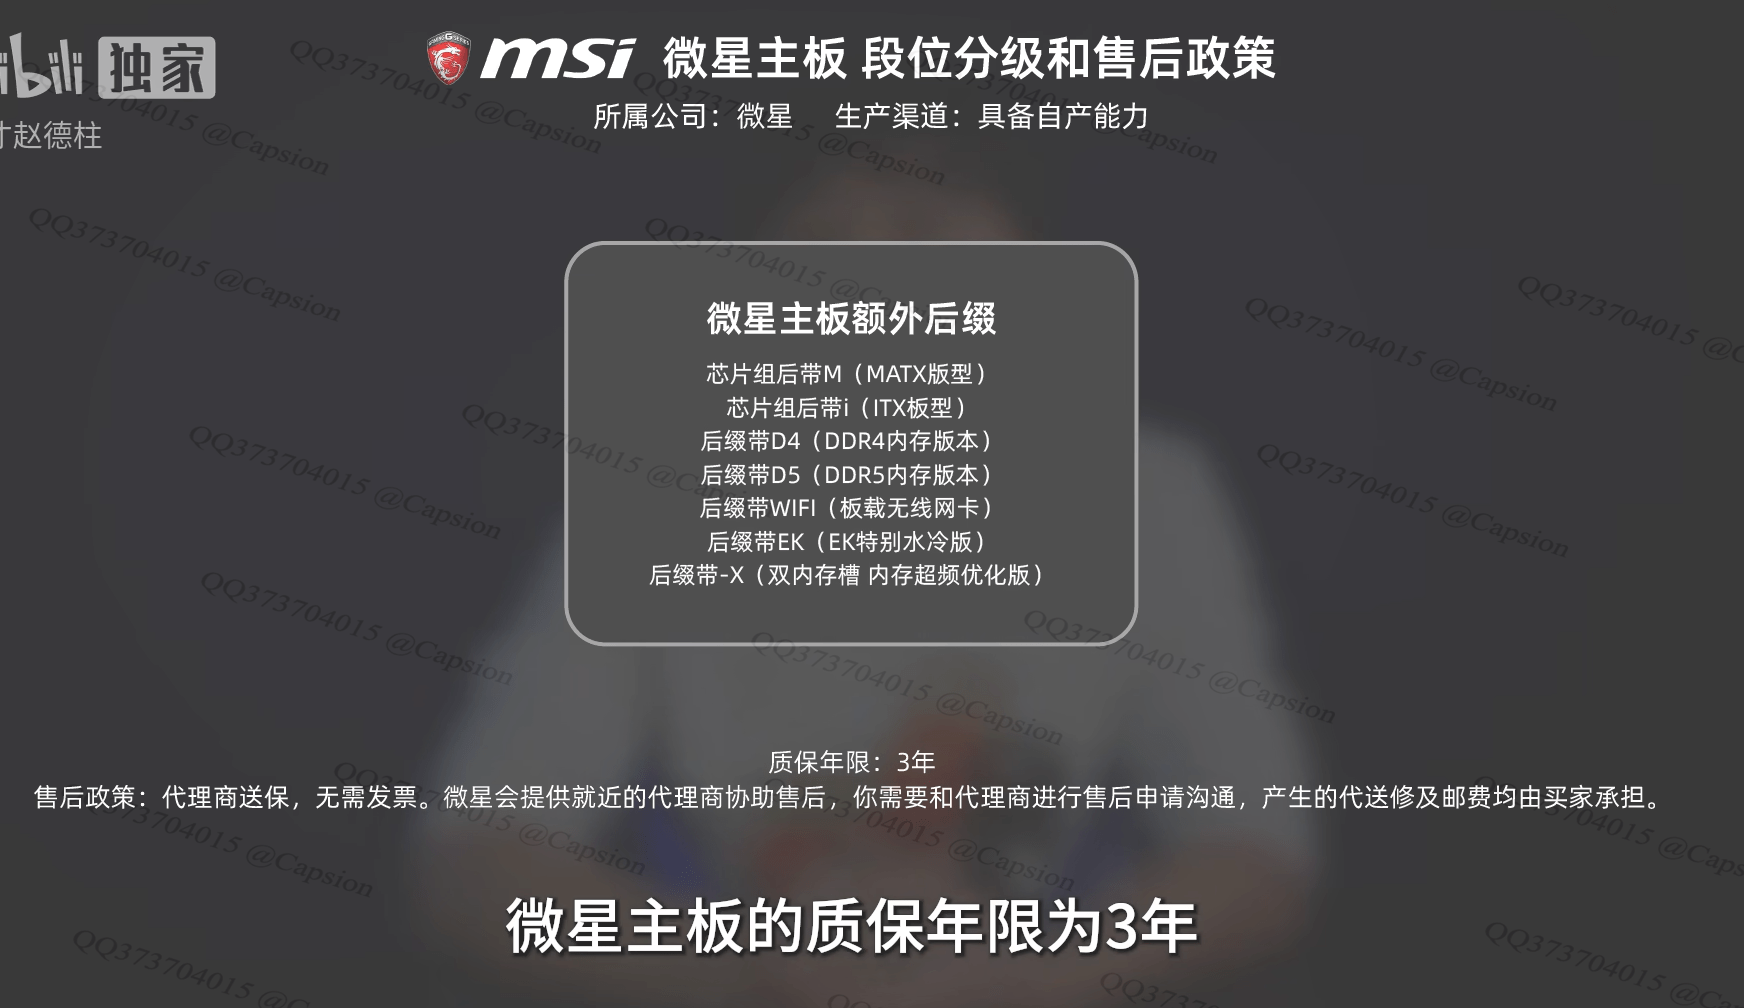 bili 独家
赵德柱
msi 微星主板 段位分级和售后政策
所属公司：微星 生产渠道：具备自产能力
微星主板额外后缀
芯片组后带M（MATX版型）
芯片组后带i（ITX板型）
后缀带D4（DDR4内存版本）
后缀带D5（DDR5内存版本）
后缀带WIFI（板载无线网卡）
后缀带EK（EK特别水冷版）
后缀带-X（双内存槽 内存超频优化版）
质保年限：3年
售后政策：代理商送保，无需发票。微星会提供就近的代理商协助售后，你需要和代理商进行售后申请沟通，产生的代送修及邮费均由买家承担。
微星主板的质保年限为3年
QQ373704015 @Capsion